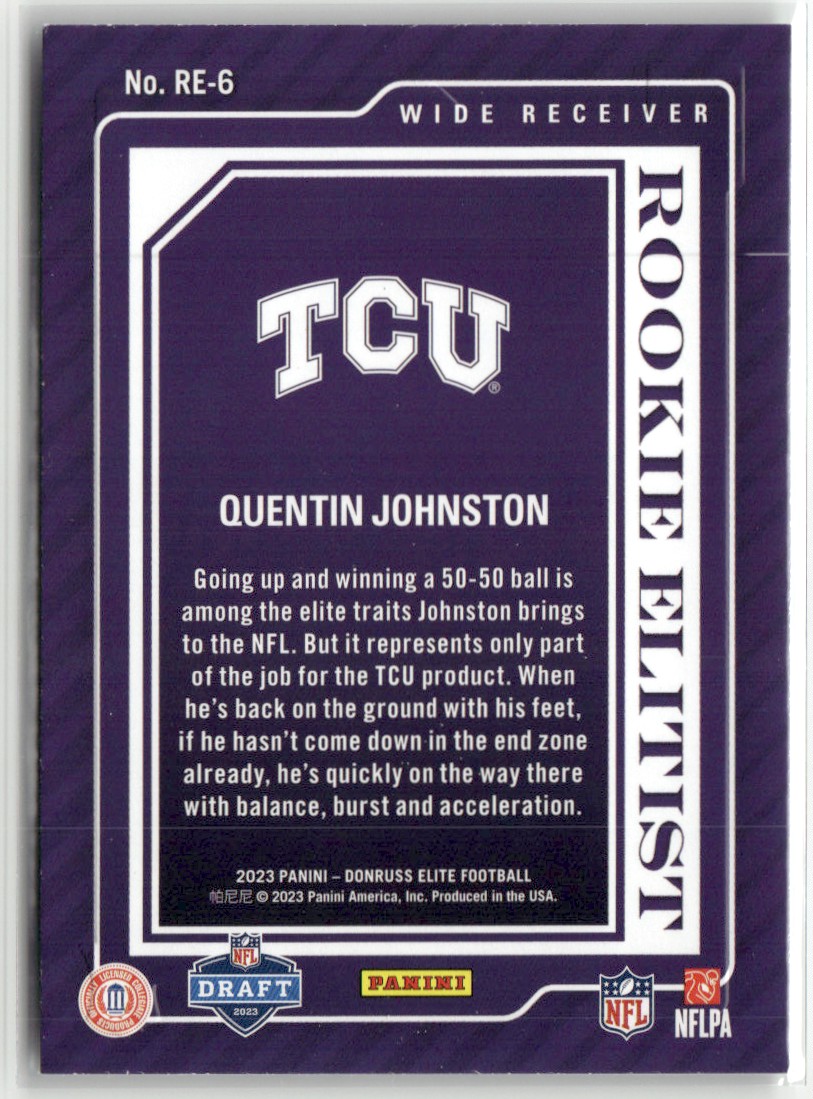 No. RE-6
WIDE RECEIVER
ROOKIE ELITIST
TCU
®
QUENTIN JOHNSTON
Going up and winning a 50-50 ball is
among the elite traits Johnston brings
to the NFL. But it represents only part
of the job for the TCU product. When
he's back on the ground with his feet,
if he hasn't come down in the end zone
already, he's quickly on the way there
with balance, burst and acceleration.
2023 PANINI – DONRUSS ELITE FOOTBALL
帕尼尼 © 2023 Panini America, Inc. Produced in the USA.
OFFICIALLY LICENSED COLLEGIATE PRODUCTS
NFL
DRAFT
2023
PANINI
NFL
NFLPA